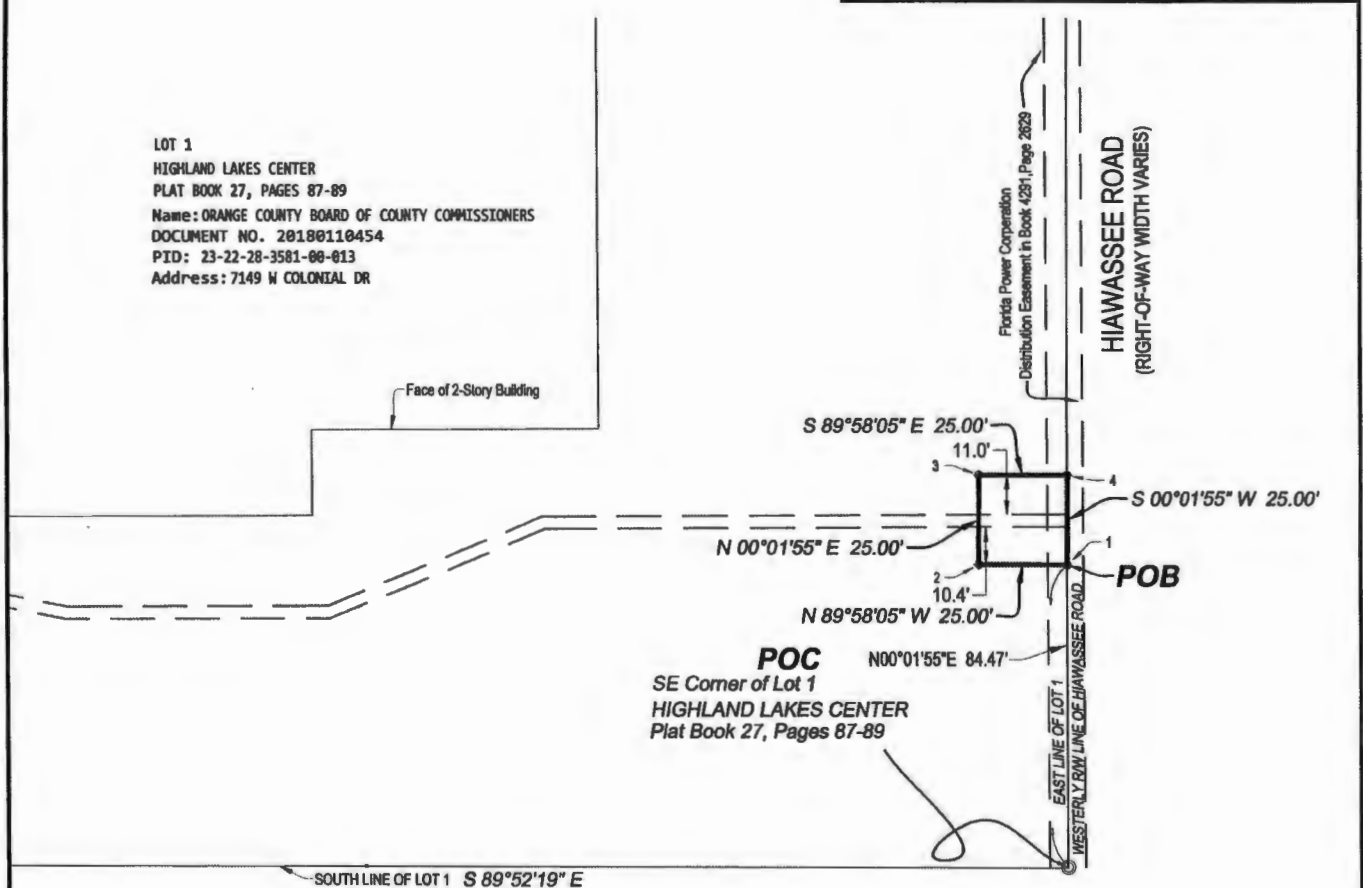 LOT 1
HIGHLAND LAKES CENTER
PLAT BOOK 27, PAGES 87-89
Name: ORANGE COUNTY BOARD OF COUNTY COMMISSIONERS
DOCUMENT NO. 20180110454
PID: 23-22-28-3581-00-013
Address: 7149 W COLONIAL DR
Face of 2-Story Building
Florida Power Corporation
Distribution Easement in Book 4291, Page 2629
HIAWASSEE ROAD
(RIGHT-OF-WAY WIDTH VARIES)
S 89°58'05" E 25.00'
11.0'
3
4
S 00°01'55" W 25.00'
N 00°01'55" E 25.00'
1
POB
2
10.4'
N 89°58'05" W 25.00'
N00°01'55"E 84.47'
POC
SE Corner of Lot 1
HIGHLAND LAKES CENTER
Plat Book 27, Pages 87-89
EAST LINE OF LOT 1
WESTERLY R/W LINE OF HIAWASSEE ROAD
SOUTH LINE OF LOT 1 S 89°52'19" E